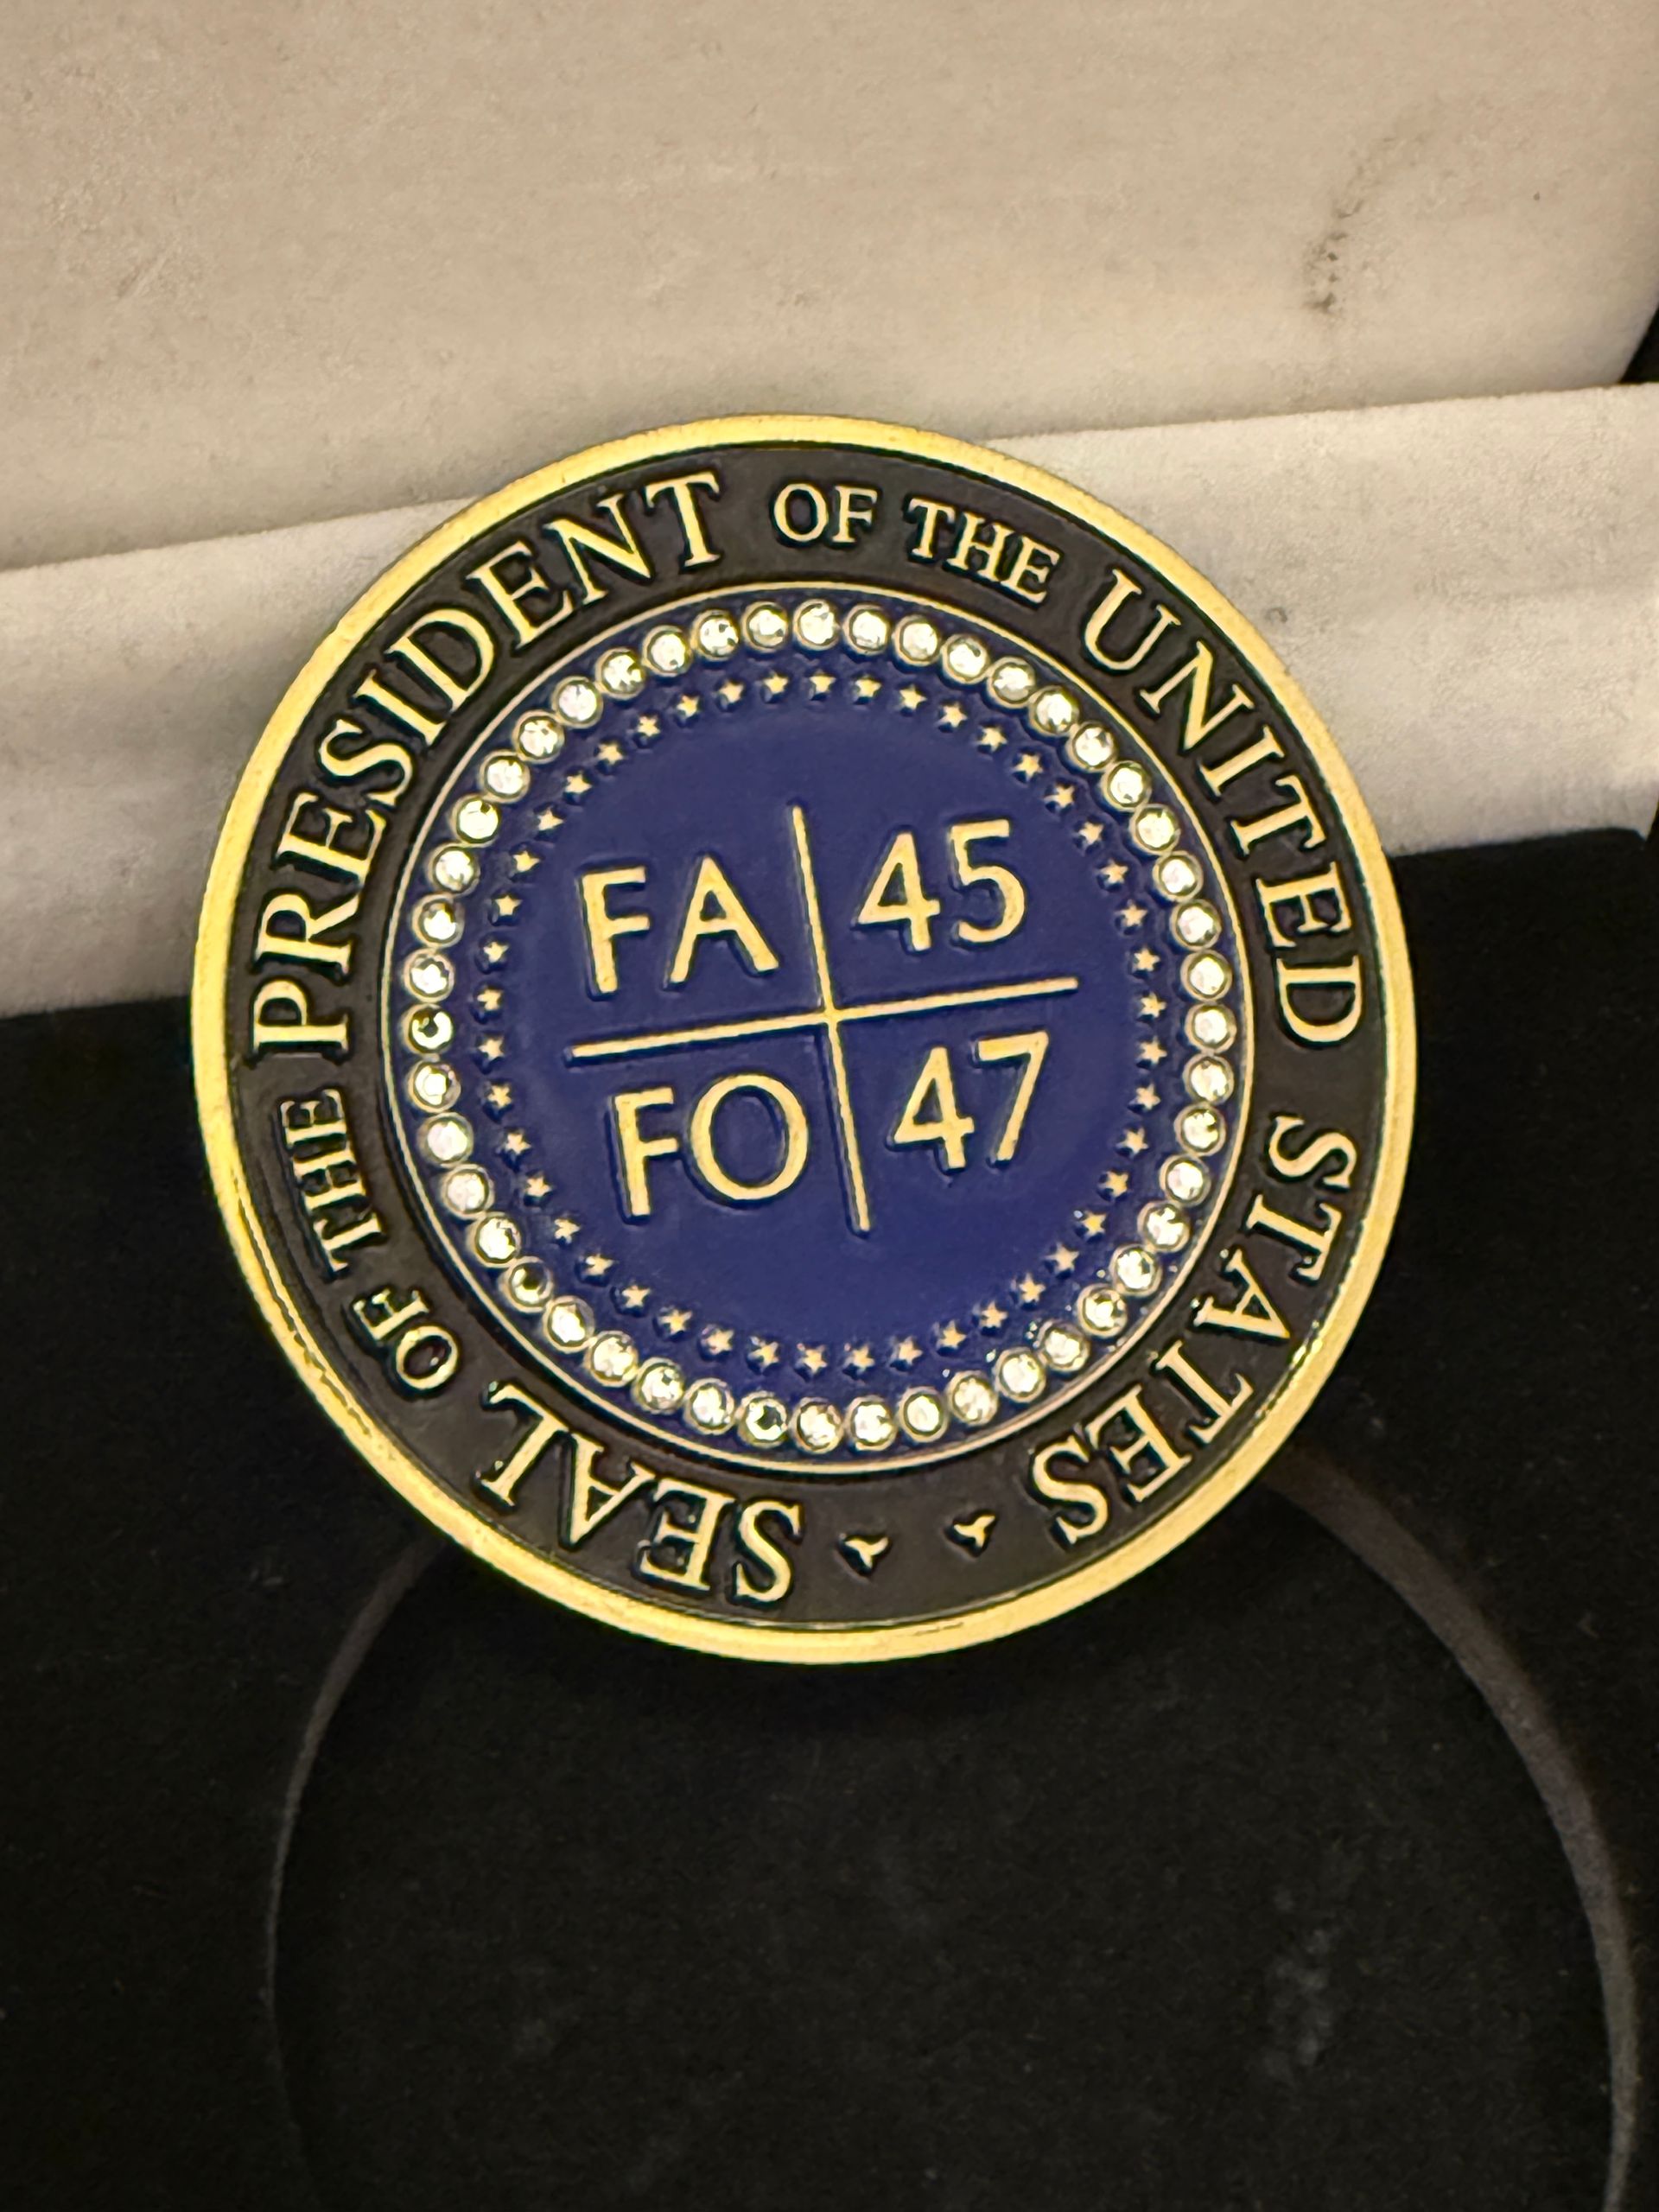 SEAL OF THE PRESIDENT OF THE UNITED STATES
FA 45
FO 47